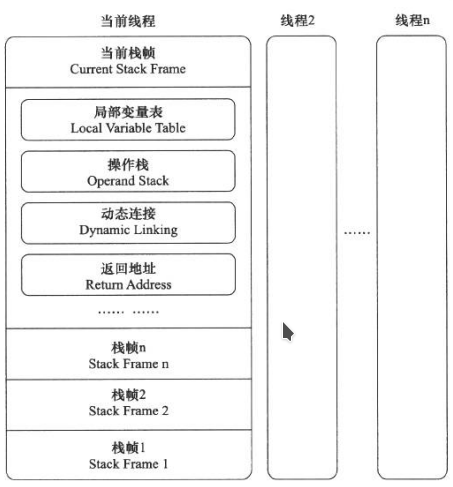 当前线程
线程2
线程n
当前栈帧
Current Stack Frame
局部变量表
Local Variable Table
操作栈
Operand Stack
动态连接
Dynamic Linking
返回地址
Return Address
…… ……
……
栈帧n
Stack Frame n
栈帧2
Stack Frame 2
栈帧1
Stack Frame 1